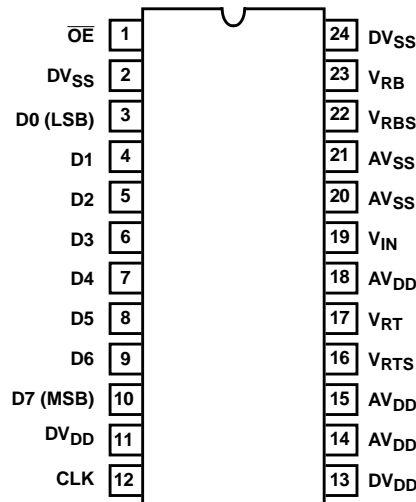 OE 1 24 DVSS
DVSS 2 23 VRB
D0 (LSB) 3 22 VRBS
D1 4 21 AVSS
D2 5 20 AVSS
D3 6 19 VIN
D4 7 18 AVDD
D5 8 17 VRT
D6 9 16 VRTS
D7 (MSB) 10 15 AVDD
DVDD 11 14 AVDD
CLK 12 13 DVDD